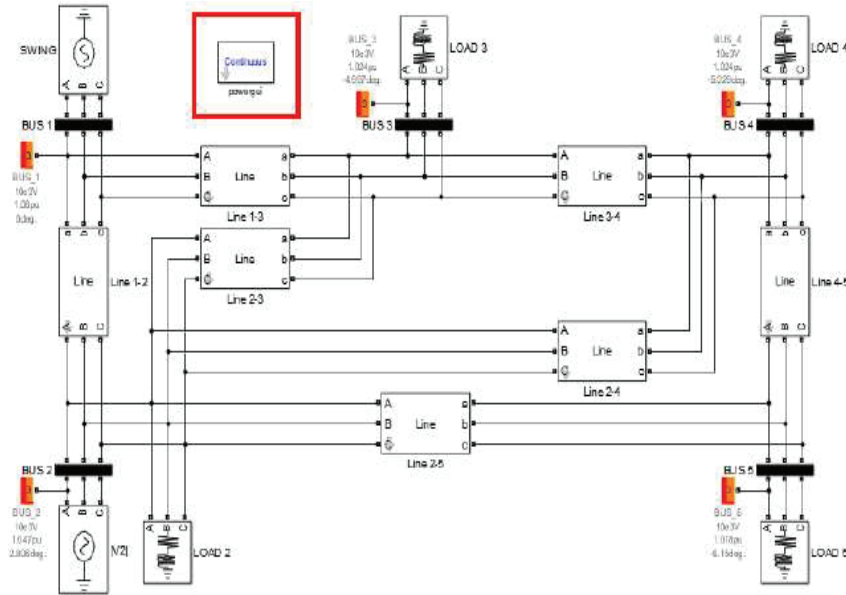 SWING
A B C
BUS 1
BUS_1
10e3V
0deg.
Continuous
powergui
BUS_3
10e3V
1.024pu
LOAD 3
A B C
BUS 3
BUS_4
10e3V
1.024pu
LOAD 4
A B C
BUS 4
A
B
C
Line
a
b
c
Line 1-3
A
B
C
Line
a
b
c
Line 3-4
A
B
C
Line
a
b
c
Line 2-3
a b c
Line
A B C
Line 1-2
a b c
Line
A B C
Line 4-5
A
B
C
Line
a
b
c
Line 2-4
A
B
C
Line
a
b
c
Line 2-5
BUS 2
BUS_2
10e3V
1.047pu
A B C
|V2|
A B C
LOAD 2
BUS 5
BUS_5
10e3V
1.018pu
A B C
LOAD 5